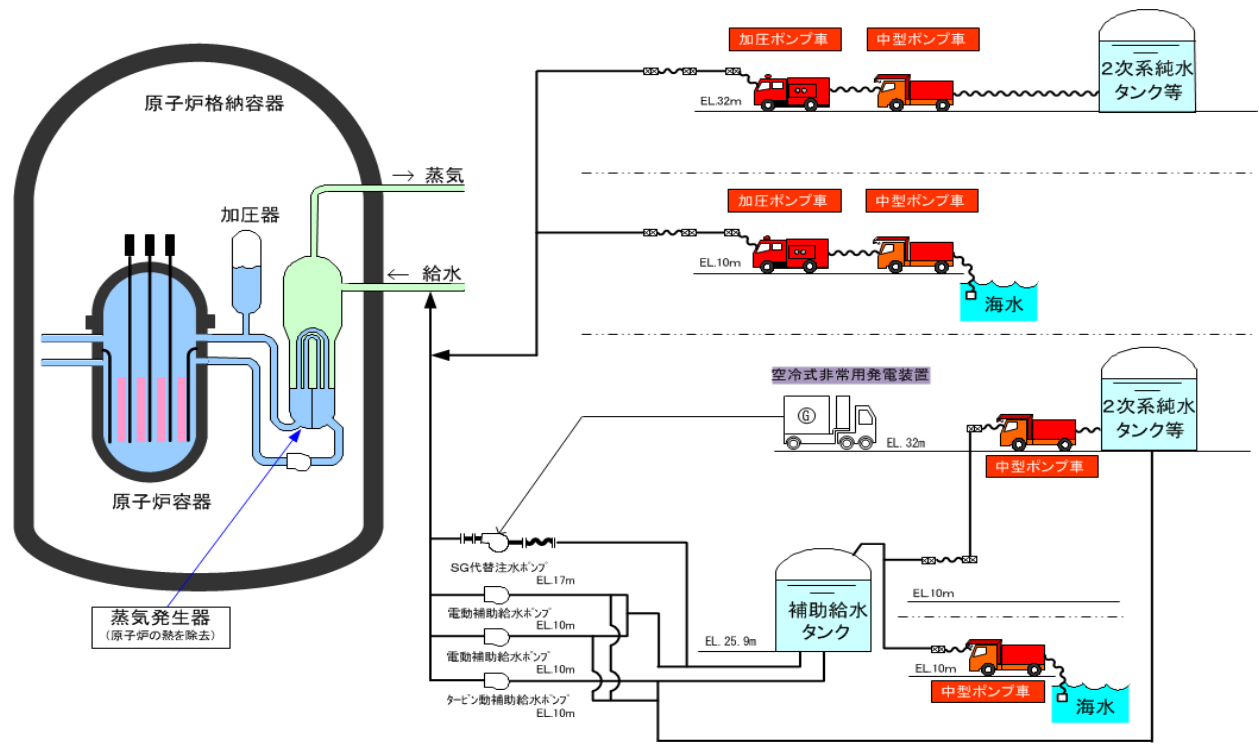 加圧ポンプ車
中型ポンプ車
2次系純水
タンク等
EL.32m
原子炉格納容器
→ 蒸気
加圧器
← 給水
加圧ポンプ車
中型ポンプ車
EL.10m
海水
空冷式非常用発電装置
G
EL.32m
中型ポンプ車
2次系純水
タンク等
原子炉容器
蒸気発生器
(原子炉の熱を除去)
SG代替注水ポンプ
EL.17m
電動補助給水ポンプ
EL.10m
電動補助給水ポンプ
EL.10m
タービン動補助給水ポンプ
EL.10m
補助給水
タンク
EL.25.9m
EL.10m
EL.10m
中型ポンプ車
海水